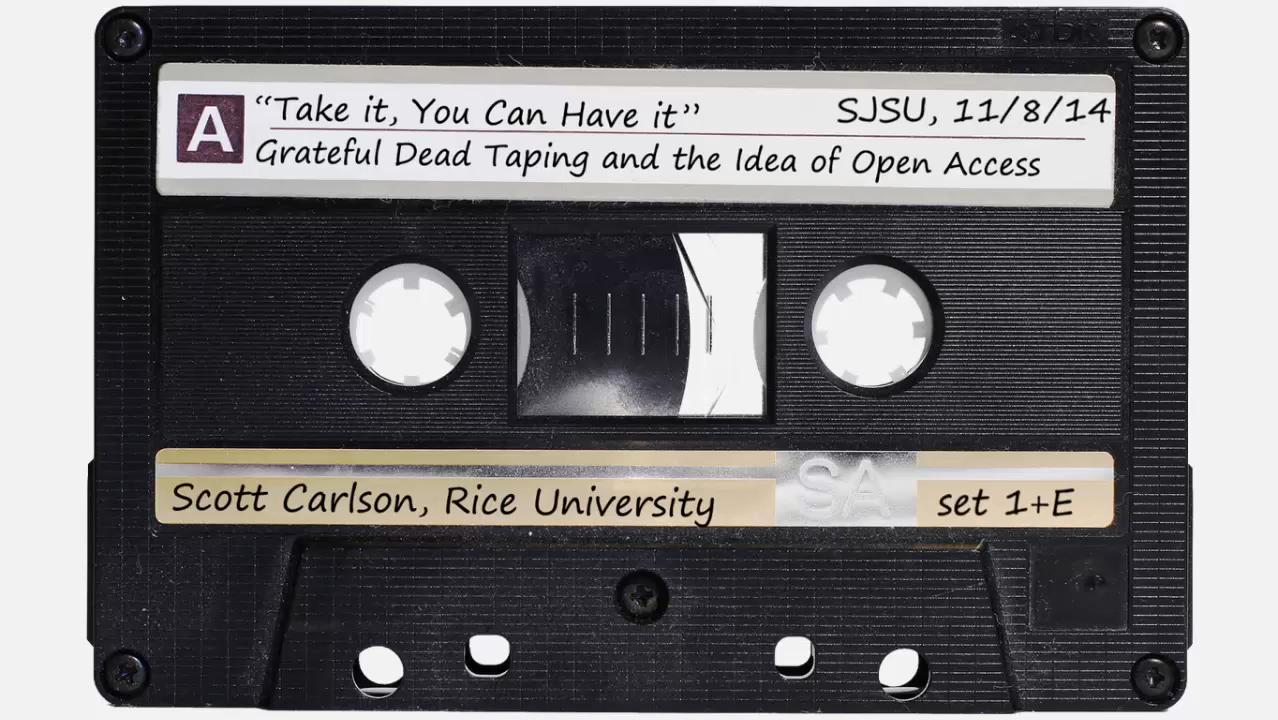 A “Take it, You Can Have it” SJSU, 11/8/14
Grateful Dead Taping and the Idea of Open Access
Scott Carlson, Rice University SA set 1+E